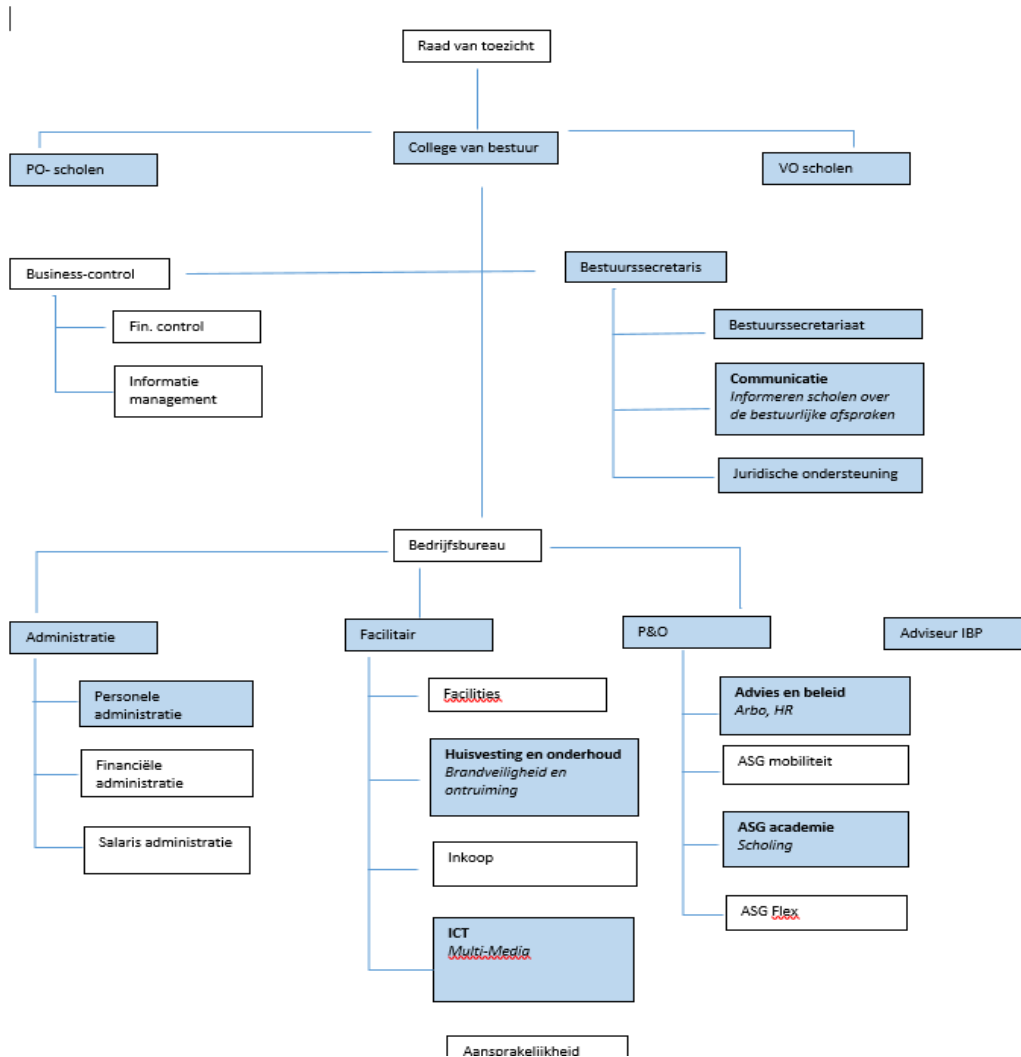 Raad van toezicht
College van bestuur
PO- scholen
VO scholen
Business-control
Bestuurssecretaris
Fin. control
Informatie
management
Bestuurssecretariaat
Communicatie
Informeren scholen over
de bestuurlijke afspraken
Juridische ondersteuning
Bedrijfsbureau
Administratie
Facilitair
P&O
Adviseur IBP
Personele
administratie
Financiële
administratie
Salaris administratie
Facilities
Huisvesting en onderhoud
Brandveiligheid en
ontruiming
Inkoop
ICT
Multi-Media
Advies en beleid
Arbo, HR
ASG mobiliteit
ASG academie
Scholing
ASG Flex
Aansprakelijkheid